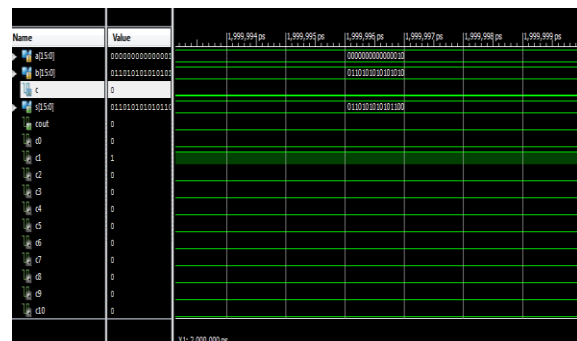 Name Value 1,999,994 ps 1,999,995 ps 1,999,996 ps 1,999,997 ps 1,999,998 ps 1,999,999 ps
a[15:0] 0000000000000 0000000000000010
b[15:0] 011010101010101 0110101010101010
c 0
s[15:0] 0110101010101110 0110101010101100
cout 0
c0 0
c1 1
c2 0
c3 0
c4 0
c5 0
c6 0
c7 0
c8 0
c9 0
c10 0
X1: 2,000,000 ps